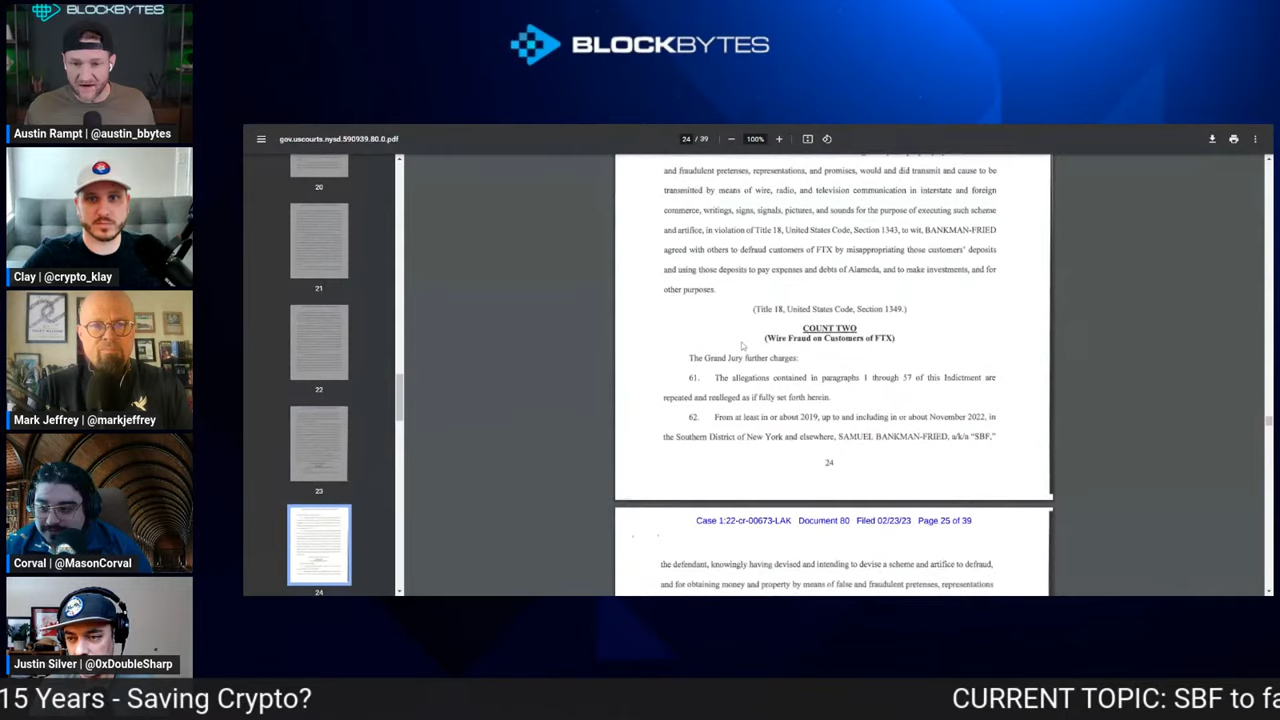 BLOCKBYTES
BLOCKBYTES
Austin Rampt | @austin_bbytes
Clay | @crypto_klay
Mark Jeffrey | @markjeffrey
Corval | @MasonCorval
Justin Silver | @0xDoubleSharp
gov.uscourts.nysd.590939.80.0.pdf
24 / 39
100%
20
21
22
23
24
and fraudulent pretenses, representations, and promises, would and did transmit and cause to be
transmitted by means of wire, radio, and television communication in interstate and foreign
commerce, writings, signs, signals, pictures, and sounds for the purpose of executing such scheme
and artifice, in violation of Title 18, United States Code, Section 1343, to wit, BANKMAN-FRIED
agreed with others to defraud customers of FTX by misappropriating those customers' deposits
and using those deposits to pay expenses and debts of Alameda, and to make investments, and for
other purposes.
(Title 18, United States Code, Section 1349.)
COUNT TWO
(Wire Fraud on Customers of FTX)
The Grand Jury further charges:
61. The allegations contained in paragraphs 1 through 57 of this Indictment are
repeated and realleged as if fully set forth herein.
62. From at least in or about 2019, up to and including in or about November 2022, in
the Southern District of New York and elsewhere, SAMUEL BANKMAN-FRIED, a/k/a "SBF,"
24
Case 1:22-cr-00673-LAK Document 80 Filed 02/23/23 Page 25 of 39
the defendant, knowingly having devised and intending to devise a scheme and artifice to defraud,
and for obtaining money and property by means of false and fraudulent pretenses, representations
15 Years - Saving Crypto?
CURRENT TOPIC: SBF to fa